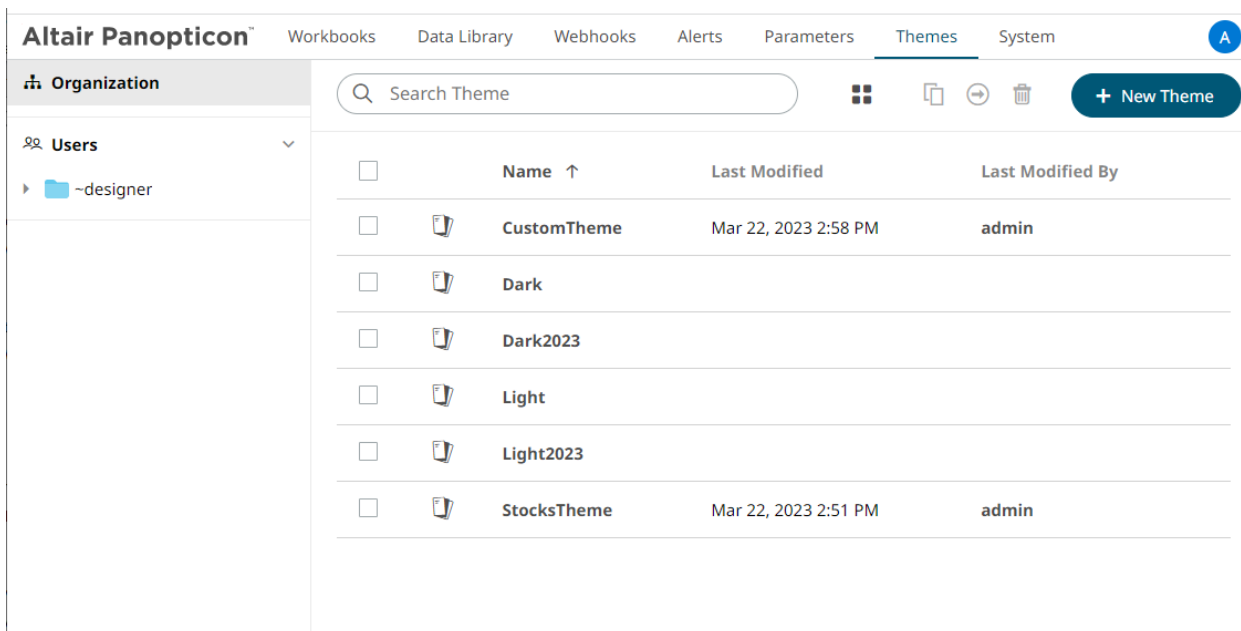 Altair Panopticon™ Workbooks Data Library Webhooks Alerts Parameters Themes System A
Organization
Search Theme + New Theme
Users
~designer
Name ↑ Last Modified Last Modified By
CustomTheme Mar 22, 2023 2:58 PM admin
Dark
Dark2023
Light
Light2023
StocksTheme Mar 22, 2023 2:51 PM admin